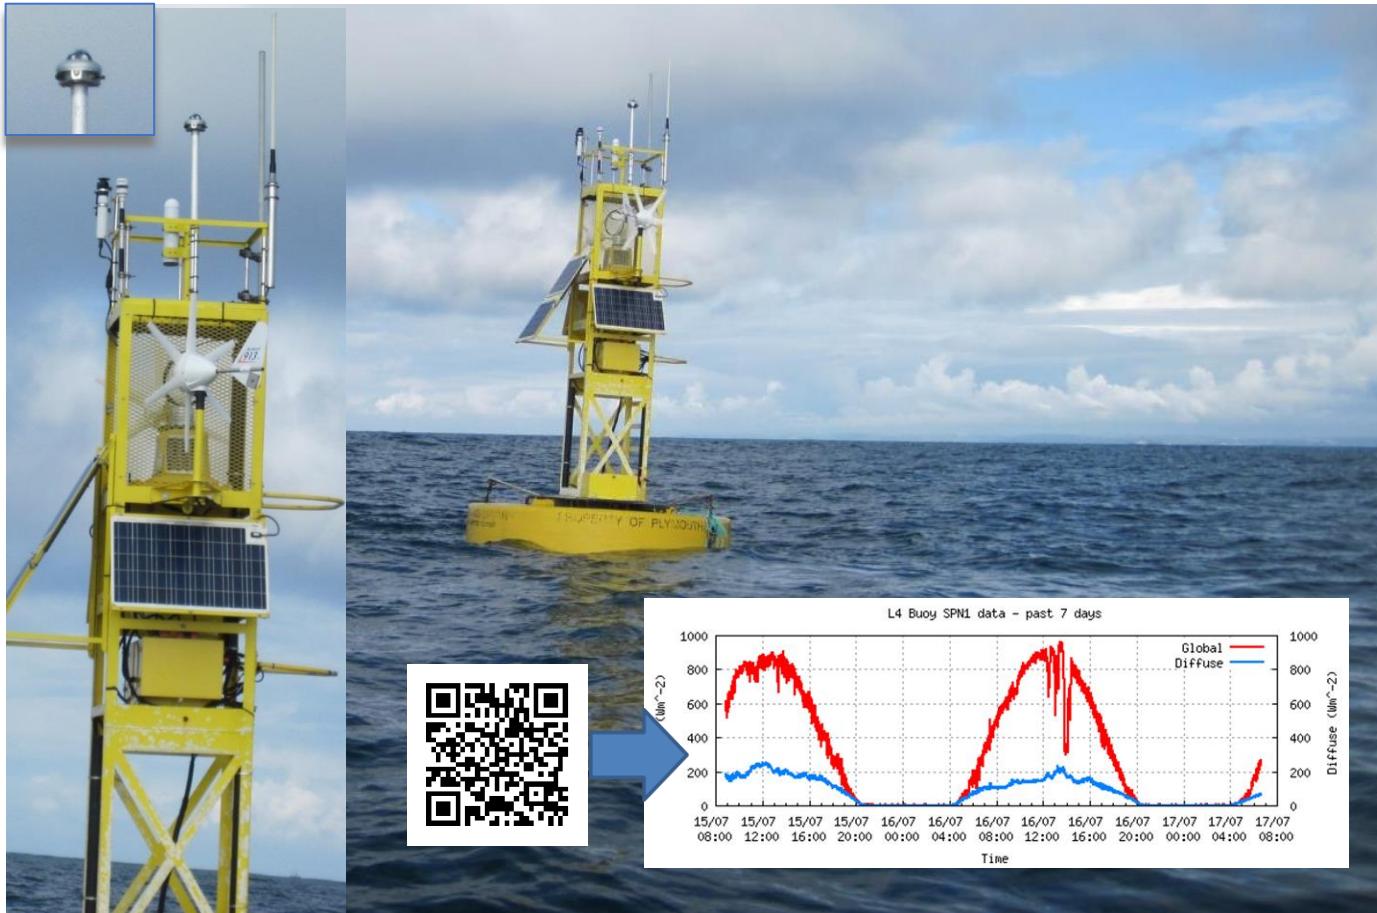 913
PROPERTY OF PLYMOUTH
L4 Buoy SPN1 data - past 7 days
Global
Diffuse
(Wm^-2)
1000
800
600
400
200
0
1000
800
600
400
200
0
Diffuse (Wm^-2)
15/07 15/07 15/07 15/07 16/07 16/07 16/07 16/07 16/07 16/07 17/07 17/07 17/07
08:00 12:00 16:00 20:00 00:00 04:00 08:00 12:00 16:00 20:00 00:00 04:00 08:00
Time